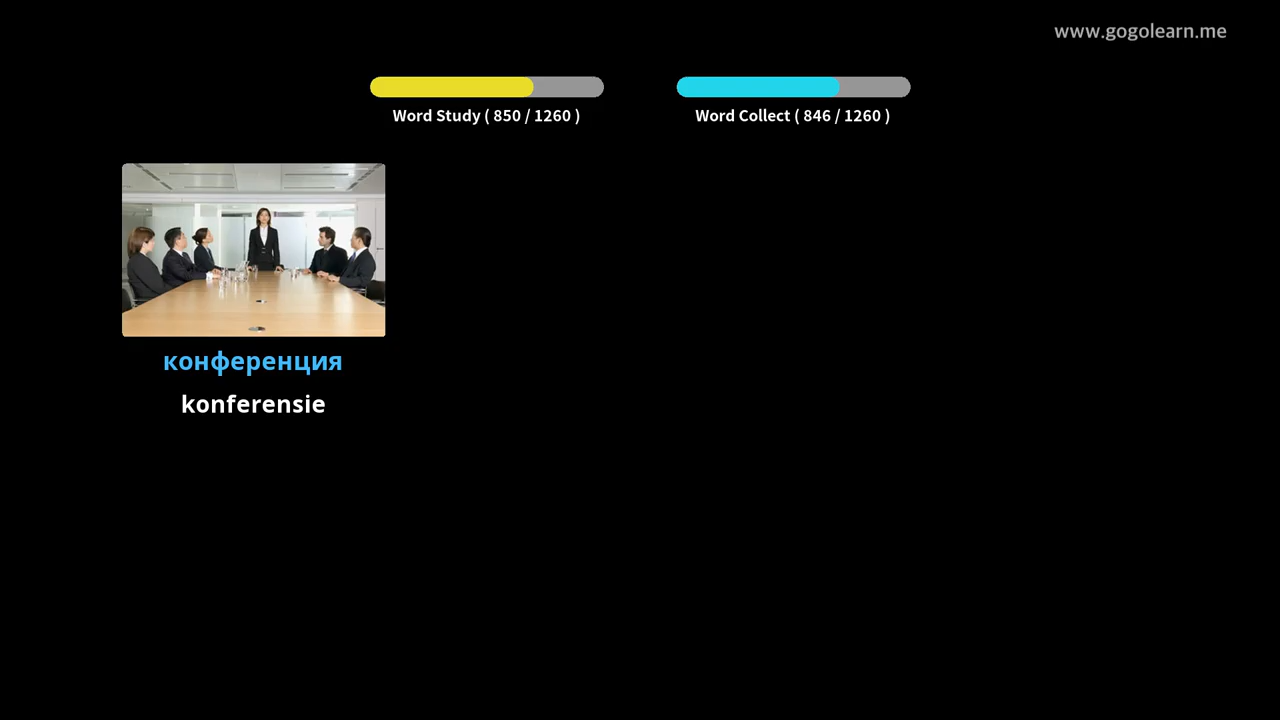 www.gogolearn.me
Word Study ( 850 / 1260 )
Word Collect ( 846 / 1260 )
конференция
konferensie